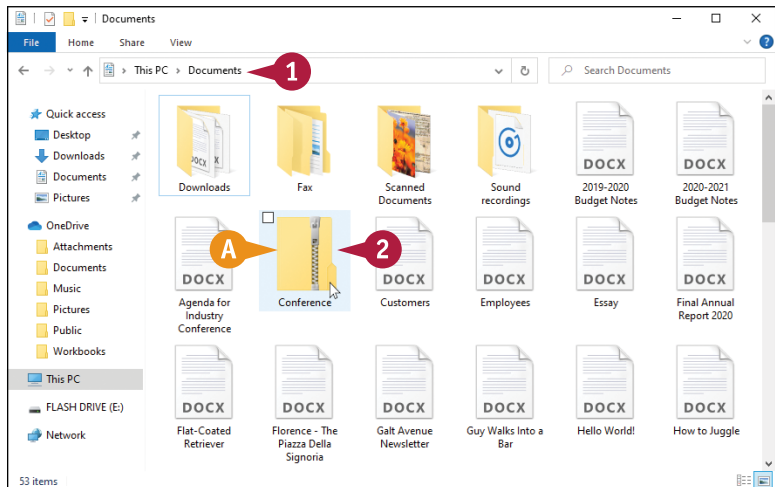 Documents
File Home Share View
This PC > Documents
1
Search Documents
Quick access
Desktop
Downloads
Documents
Pictures
OneDrive
Attachments
Documents
Music
Pictures
Public
Workbooks
This PC
FLASH DRIVE (E:)
Network
DOCX
Downloads
Fax
Scanned
Documents
Sound
recordings
DOCX
2019-2020
Budget Notes
DOCX
2020-2021
Budget Notes
DOCX
Agenda for
Industry
Conference
A
2
Conference
DOCX
Customers
DOCX
Employees
DOCX
Essay
DOCX
Final Annual
Report 2020
DOCX
Flat-Coated
Retriever
DOCX
Florence - The
Piazza Della
Signoria
DOCX
Galt Avenue
Newsletter
DOCX
Guy Walks Into a
Bar
DOCX
Hello World!
DOCX
How to Juggle
53 items